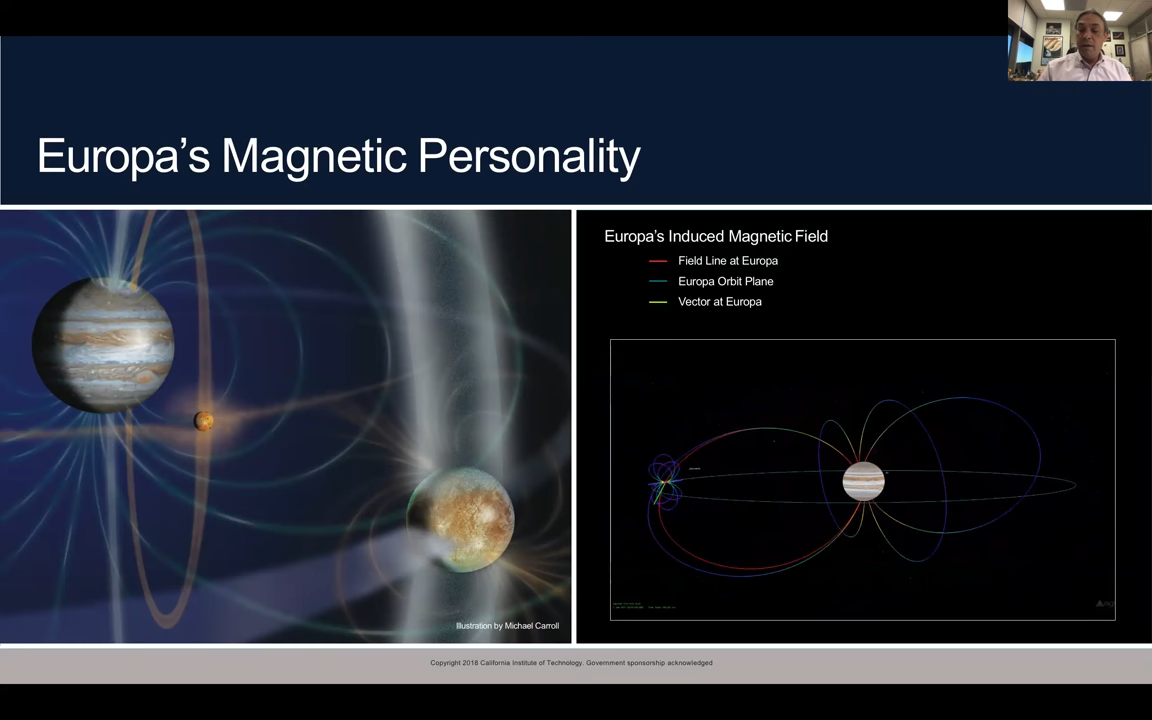 Europa's Magnetic Personality
Europa's Induced Magnetic Field
Field Line at Europa
Europa Orbit Plane
Vector at Europa
Illustration by Michael Carroll
Copyright 2018 California Institute of Technology. Government sponsorship acknowledged